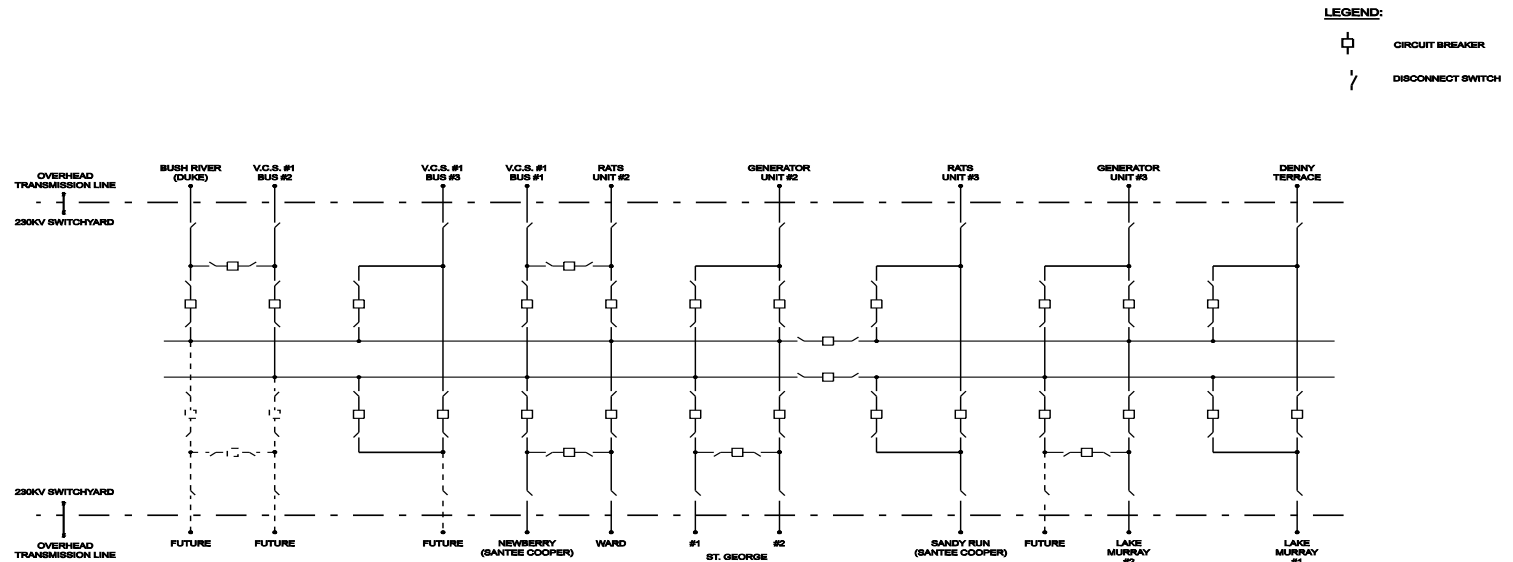 LEGEND:
CIRCUIT BREAKER
DISCONNECT SWITCH
OVERHEAD
TRANSMISSION LINE
230KV SWITCHYARD
BUSH RIVER
(DUKE)
V.C.S. #1
BUS #2
V.C.S. #1
BUS #3
V.C.S. #1
BUS #1
RATS
UNIT #2
GENERATOR
UNIT #2
RATS
UNIT #3
GENERATOR
UNIT #3
DENNY
TERRACE
230KV SWITCHYARD
OVERHEAD
TRANSMISSION LINE
FUTURE
FUTURE
FUTURE
NEWBERRY
(SANTEE COOPER)
WARD
#1
#2
ST. GEORGE
SANDY RUN
(SANTEE COOPER)
FUTURE
LAKE
MURRAY
#2
LAKE
MURRAY
#1